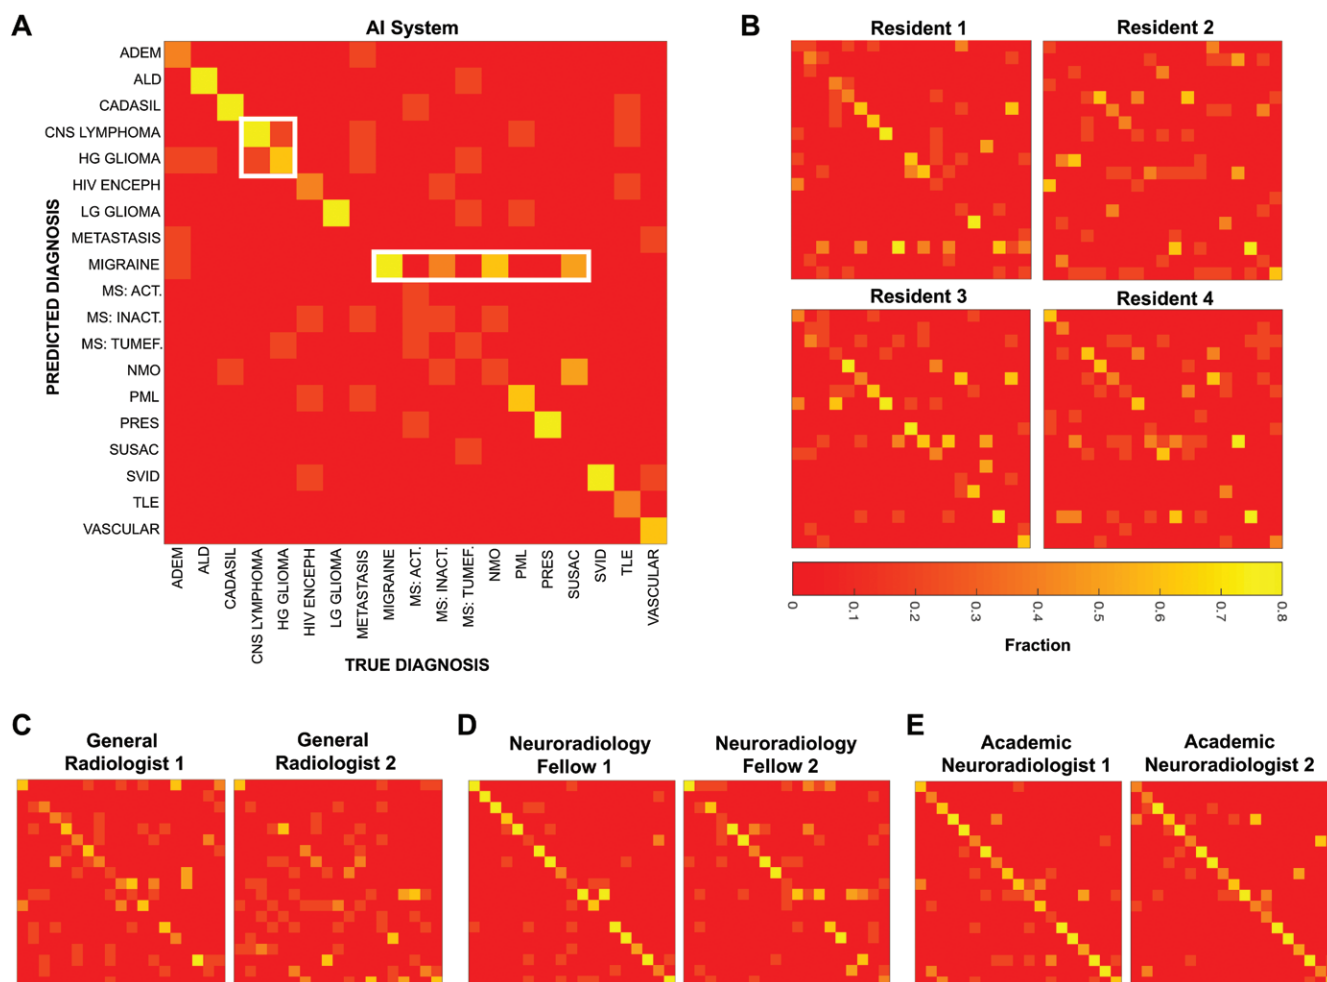 A
AI System
PREDICTED DIAGNOSIS
ADEM
ALD
CADASIL
CNS LYMPHOMA
HG GLIOMA
HIV ENCEPH
LG GLIOMA
METASTASIS
MIGRAINE
MS: ACT.
MS: INACT.
MS: TUMEF.
NMO
PML
PRES
SUSAC
SVID
TLE
VASCULAR
ADEM
ALD
CADASIL
CNS LYMPHOMA
HG GLIOMA
HIV ENCEPH
LG GLIOMA
METASTASIS
MIGRAINE
MS: ACT.
MS: INACT.
MS: TUMEF.
NMO
PML
PRES
SUSAC
SVID
TLE
VASCULAR
TRUE DIAGNOSIS
B
Resident 1
Resident 2
Resident 3
Resident 4
0
0.1
0.2
0.3
0.4
0.5
0.6
0.7
0.8
Fraction
C
General
Radiologist 1
General
Radiologist 2
D
Neuroradiology
Fellow 1
Neuroradiology
Fellow 2
E
Academic
Neuroradiologist 1
Academic
Neuroradiologist 2